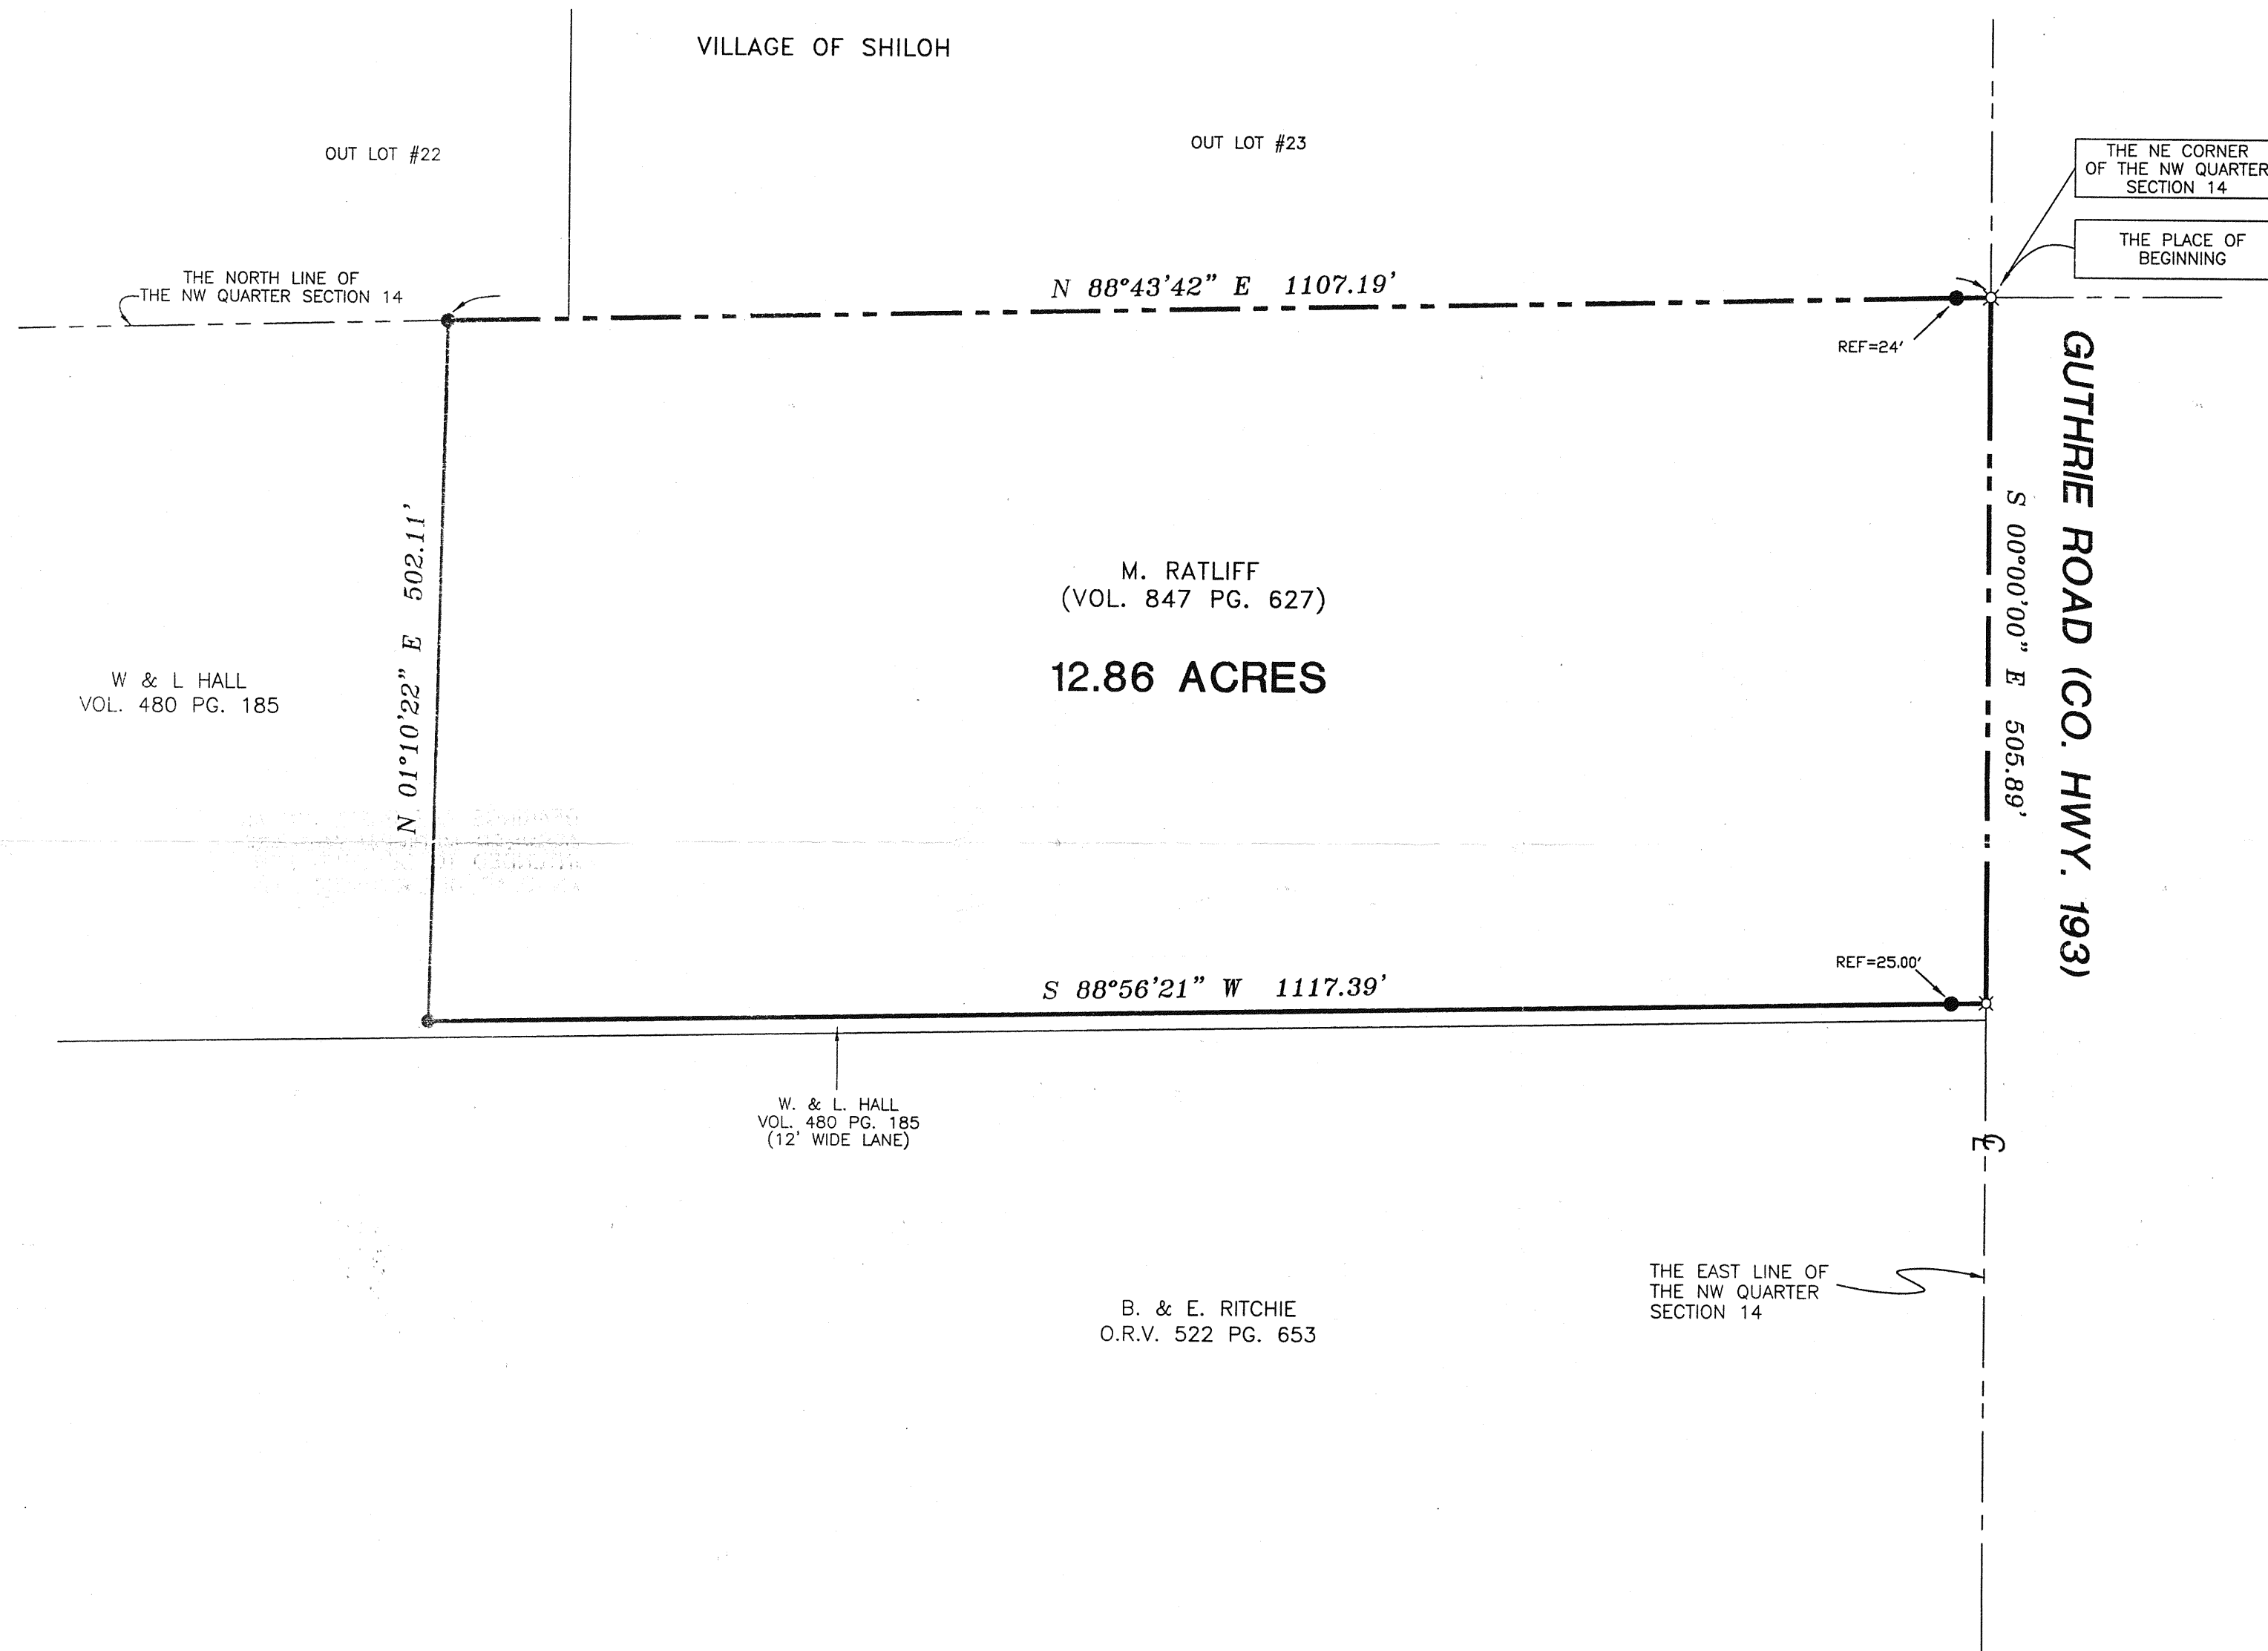 VILLAGE OF SHILOH
OUT LOT #22
OUT LOT #23
THE NE CORNER
OF THE NW QUARTER
SECTION 14
THE PLACE OF
BEGINNING
THE NORTH LINE OF
THE NW QUARTER SECTION 14
N 88°43'42" E 1107.19'
REF=24'
GUTHRIE ROAD (CO. HWY. 193)
S 00°00'00" E 505.89'
N 01°10'22" E 502.11'
M. RATLIFF
(VOL. 847 PG. 627)
12.86 ACRES
W & L HALL
VOL. 480 PG. 185
REF=25.00'
S 88°56'21" W 1117.39'
W. & L. HALL
VOL. 480 PG. 185
(12' WIDE LANE)
THE EAST LINE OF
THE NW QUARTER
SECTION 14
B. & E. RITCHIE
O.R.V. 522 PG. 653